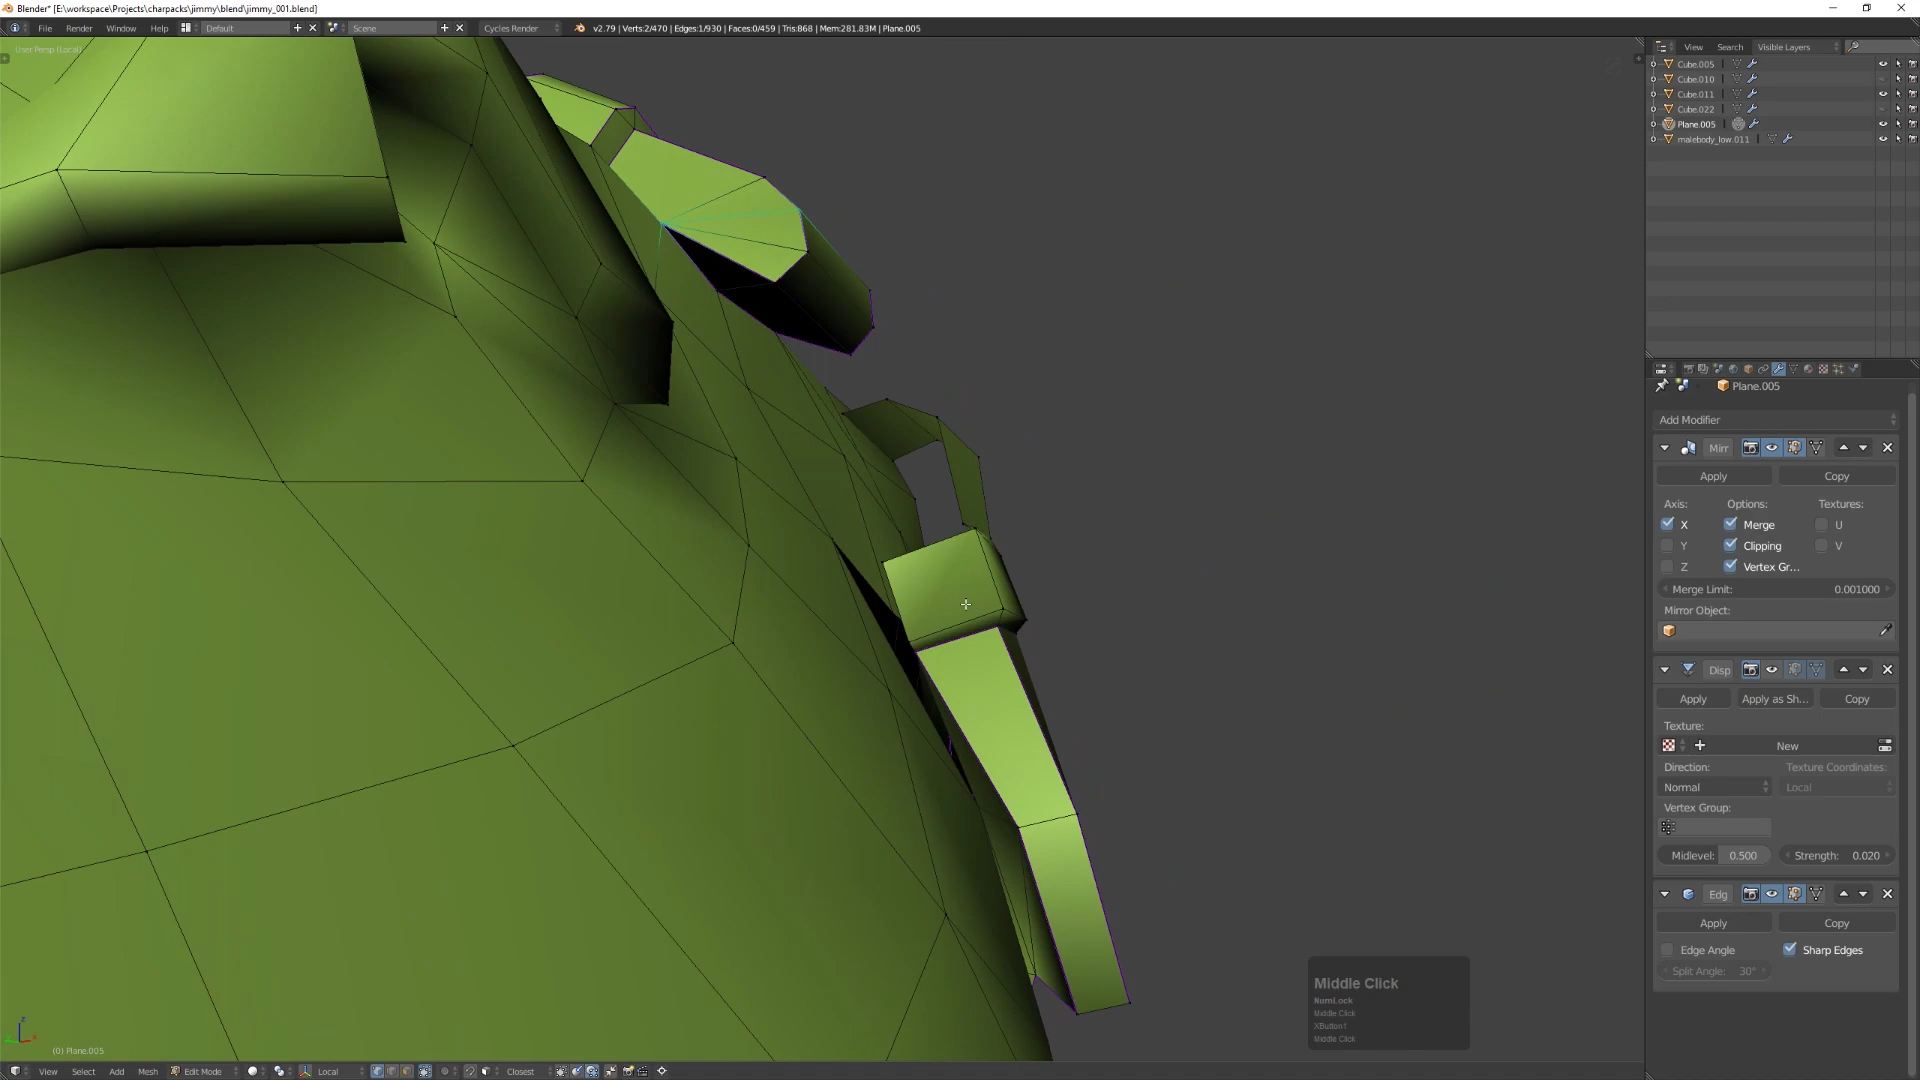 Blender* [E:\workspace\Projects\charpacks\jimmy\blend\jimmy_001.blend]
File Render Window Help Default Scene Cycles Render v2.79 | Verts:2/470 | Edges:1/930 | Faces:0/459 | Tris:868 | Mem:281.83M | Plane.005
User Persp (Local)
View Search Visible Layers
Cube.005
Cube.010
Cube.011
Cube.022
Plane.005
malebody_low.011
Plane.005
Add Modifier
Mirr
Apply Copy
Axis: Options: Textures:
X Merge U
Y Clipping V
Z Vertex Gr...
Merge Limit: 0.001000
Mirror Object:
Disp
Apply Apply as Sh... Copy
Texture:
New
Direction: Texture Coordinates:
Normal Local
Vertex Group:
Midlevel: 0.500 Strength: 0.020
Edg
Apply Copy
Edge Angle Sharp Edges
Split Angle: 30°
Middle Click
NumLock
Middle Click
XButton1
Middle Click
z
x
(0) Plane.005
View Select Add Mesh Edit Mode Local Closest